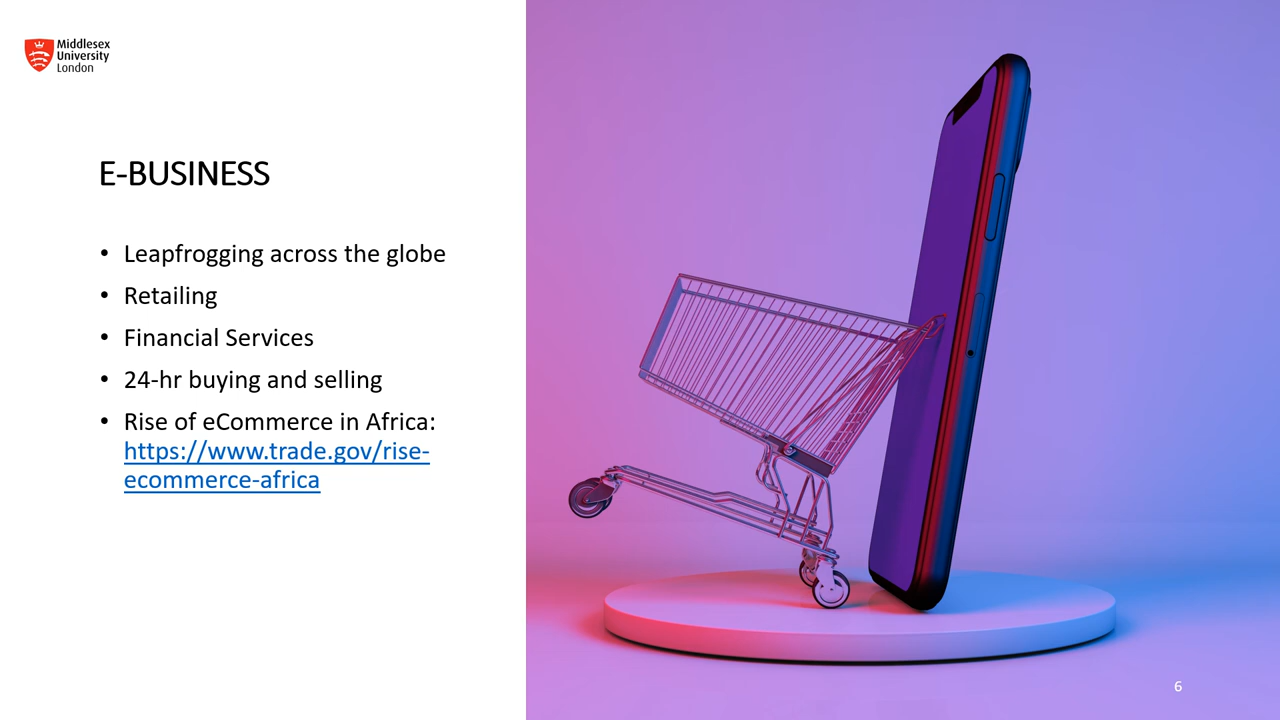 Middlesex
University
London
E-BUSINESS
• Leapfrogging across the globe
• Retailing
• Financial Services
• 24-hr buying and selling
• Rise of eCommerce in Africa:
https://www.trade.gov/rise-
ecommerce-africa
6